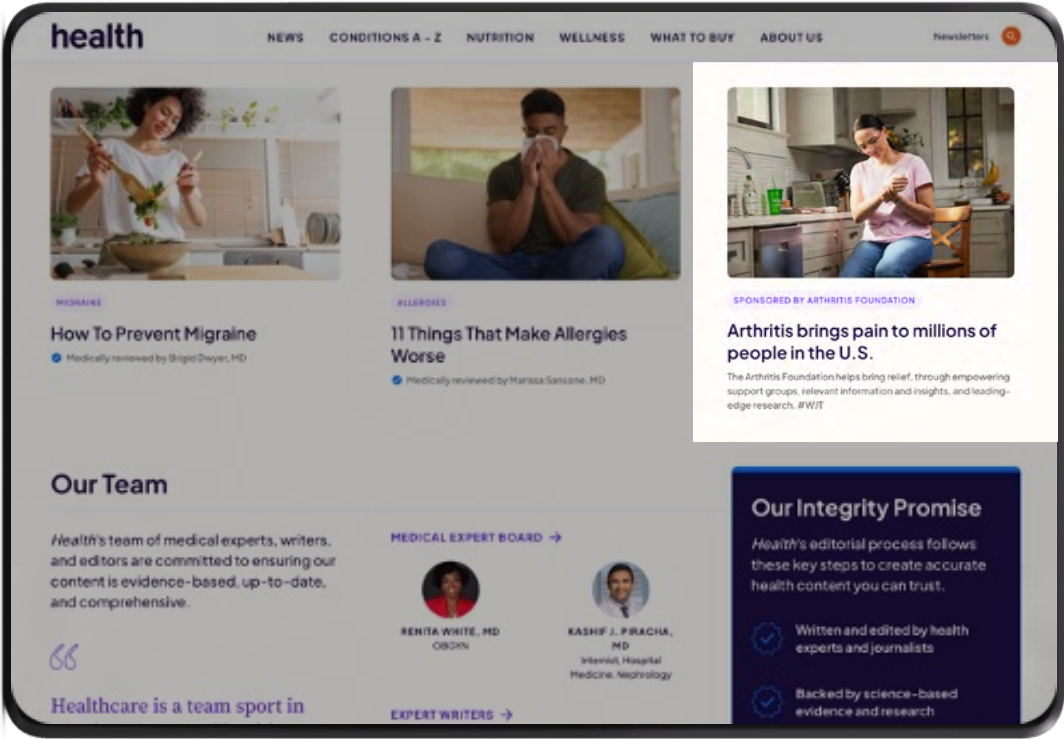 health
NEWS
CONDITIONS A - Z
NUTRITION
WELLNESS
WHAT TO BUY
ABOUT US
Newsletters
MIGRAINE
How To Prevent Migraine
Medically reviewed by Brigid Dwyer, MD
ALLERGIES
11 Things That Make Allergies
Worse
Medically reviewed by Marissa Sansone, MD
SPONSORED BY ARTHRITIS FOUNDATION
Arthritis brings pain to millions of
people in the U.S.
The Arthritis Foundation helps bring relief, through empowering
support groups, relevant information and insights, and leading-
edge research. #WJT
Our Team
Health's team of medical experts, writers,
and editors are committed to ensuring our
content is evidence-based, up-to-date,
and comprehensive.
“
Healthcare is a team sport in
MEDICAL EXPERT BOARD →
RENITA WHITE, MD
OBGYN
KASHIF J. PIRACHA,
MD
Internist, Hospital
Medicine, Nephrology
EXPERT WRITERS →
Our Integrity Promise
Health's editorial process follows
these key steps to create accurate
health content you can trust.
Written and edited by health
experts and journalists
Backed by science-based
evidence and research